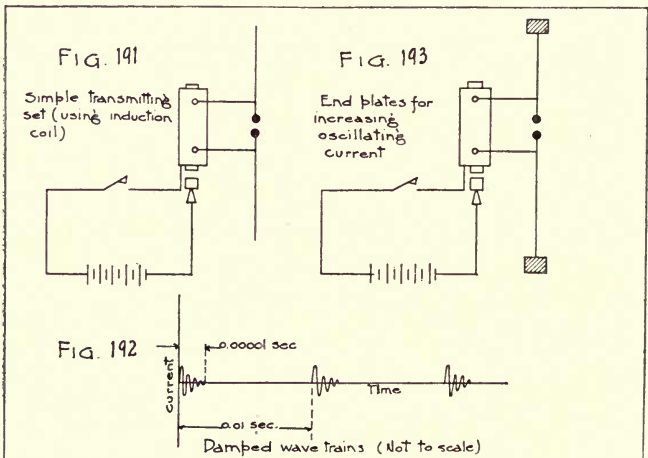 FIG. 191
Simple transmitting
set (using induction
coil)
FIG. 193
End plates for
increasing
oscillating
current
FIG. 192
0.00001 sec
Current
Time
0.01 sec.
Damped wave trains (Not to scale)